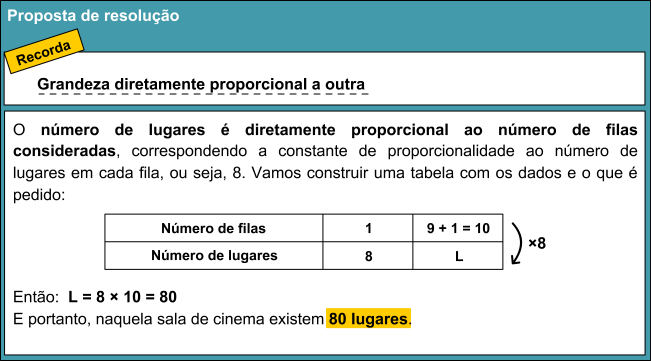 Proposta de resolução
Recorda
Grandeza diretamente proporcional a outra
O número de lugares é diretamente proporcional ao número de filas
consideradas, correspondendo a constante de proporcionalidade ao número de
lugares em cada fila, ou seja, 8. Vamos construir uma tabela com os dados e o que é
pedido:
Número de filas 1 9 + 1 = 10
Número de lugares 8 L
×8
Então: L = 8 × 10 = 80
E portanto, naquela sala de cinema existem 80 lugares.